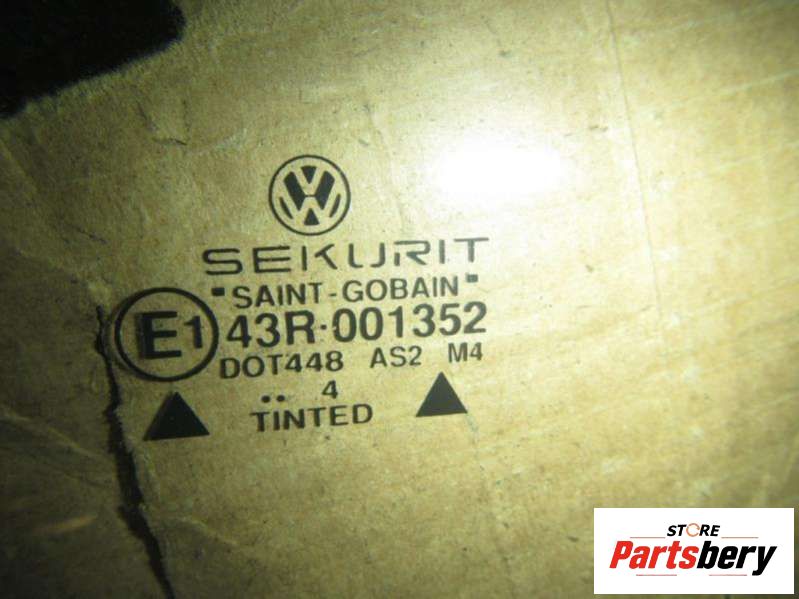 SEKURIT
"SAINT-GOBAIN"
E1 43R·001352
DOT448 AS2 M4
.. 4
TINTED
STORE
Partsbery